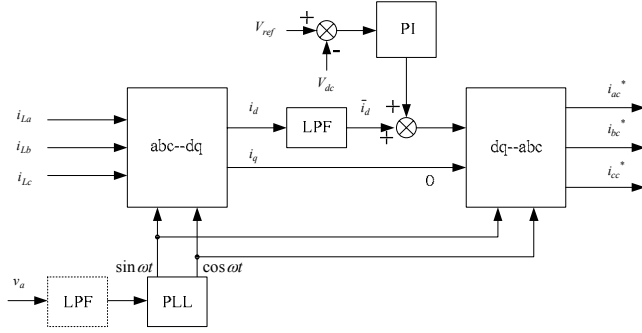 V_ref + PI
-
V_dc
i_La
i_Lb
i_Lc
abc--dq
i_d LPF ī_d + +
i_q 0
dq--abc
i_ac*
i_bc*
i_cc*
sin ωt cos ωt
v_a LPF PLL